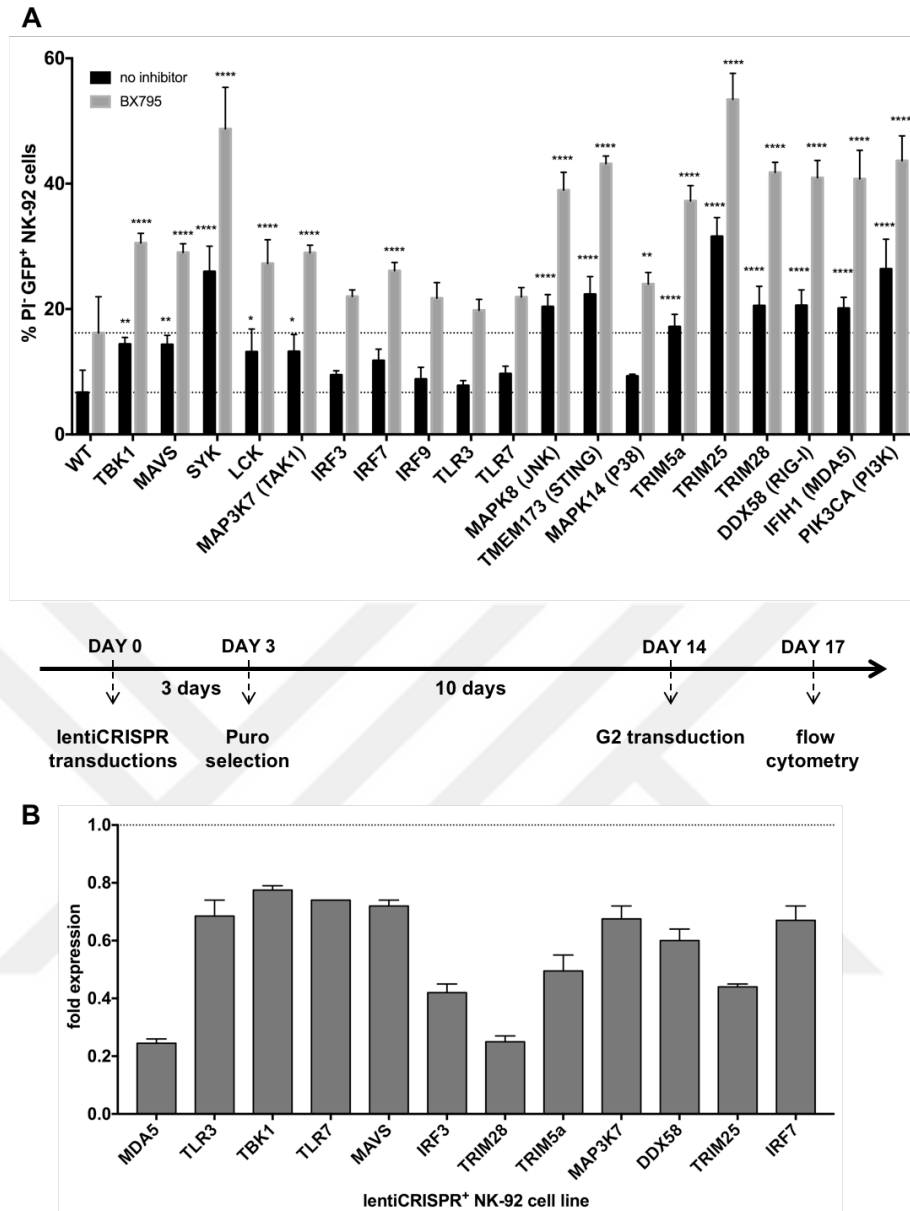 A
60
40
20
0
% PI⁻ GFP⁺ NK-92 cells
no inhibitor
BX795
**
****
**
****
****
****
*
****
*
****
****
****
****
****
****
**
****
****
****
****
****
****
****
****
****
****
****
****
WT
TBK1
MAVS
SYK
LCK
MAP3K7 (TAK1)
IRF3
IRF7
IRF9
TLR3
TLR7
MAPK8 (JNK)
TMEM173 (STING)
MAPK14 (P38)
TRIM5a
TRIM25
TRIM28
DDX58 (RIG-I)
IFIH1 (MDA5)
PIK3CA (PI3K)
DAY 0
DAY 3
DAY 14
DAY 17
3 days
10 days
lentiCRISPR
transductions
Puro
selection
G2 transduction
flow
cytometry
B
1.0
0.8
0.6
0.4
0.2
0.0
fold expression
MDA5
TLR3
TBK1
TLR7
MAVS
IRF3
TRIM28
TRIM5a
MAP3K7
DDX58
TRIM25
IRF7
lentiCRISPR⁺ NK-92 cell line